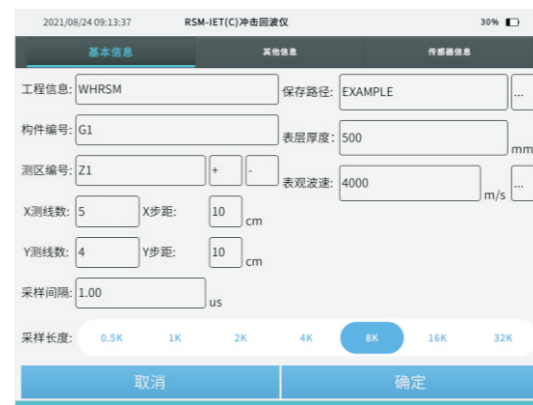 2021/08/24 09:13:37 RSM-IET(C)冲击回波仪 30%
基本信息 其他信息 传感器信息
工程信息: WHRSM 保存路径: EXAMPLE ...
构件编号: G1 表层厚度: 500 mm
测区编号: Z1 + - 表观波速: 4000 m/s ...
X测线数: 5 X步距: 10 cm
Y测线数: 4 Y步距: 10 cm
采样间隔: 1.00 us
采样长度: 0.5K 1K 2K 4K 8K 16K 32K
取消 确定